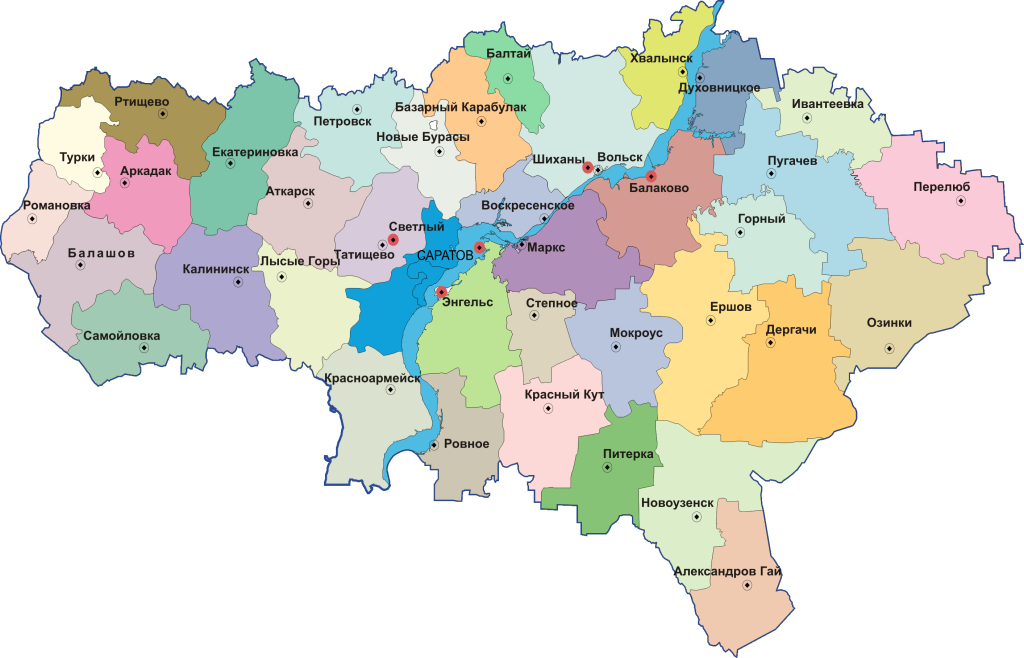 Балтай
Хвалынск
Духовницкое
Ртищево
Базарный Карабулак
Ивантеевка
Петровск
Новые Бурасы
Турки
Екатериновка
Шиханы
Вольск
Пугачев
Аркадак
Аткарск
Балаково
Перелюб
Романовка
Воскресенское
Горный
Светлый
Балашов
Татищево
САРАТОВ
Маркс
Калининск
Лысые Горы
Энгельс
Степное
Ершов
Озинки
Самойловка
Мокроус
Дергачи
Красноармейск
Красный Кут
Ровное
Питерка
Новоузенск
Александров Гай